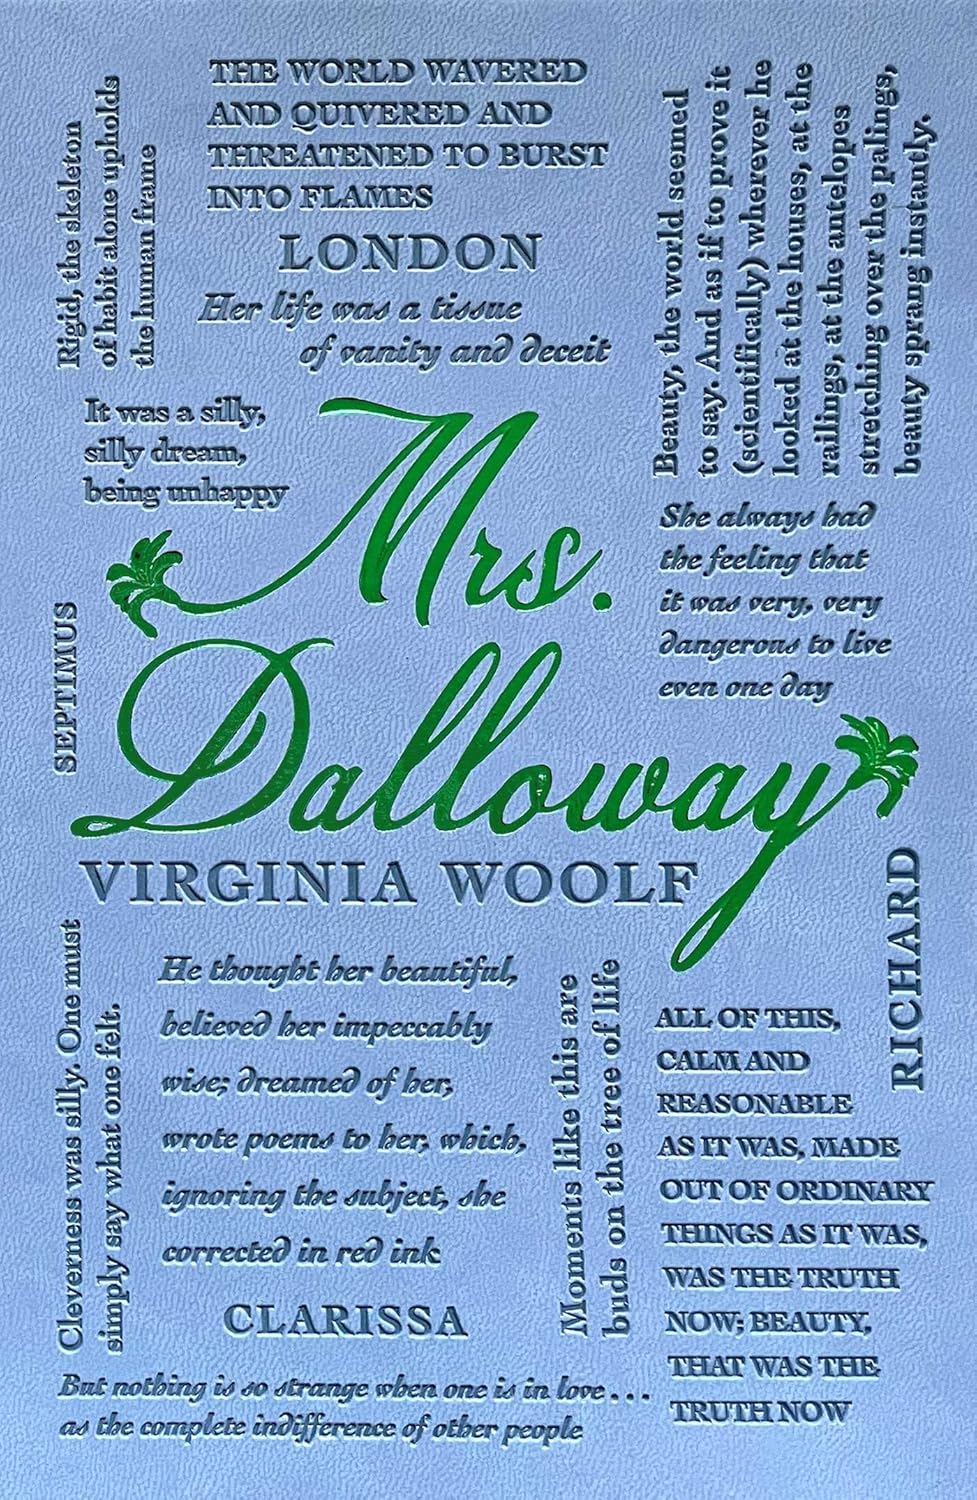 Rigid, the skeleton
of habit alone upholds
the human frame
THE WORLD WAVERED
AND QUIVERED AND
THREATENED TO BURST
INTO FLAMES
LONDON
Her life was a tissue
of vanity and deceit
Beauty, the world seemed
to say. And as if to prove it
(scientifically) wherever he
looked at the houses, at the
railings, at the antelopes
stretching over the palings,
beauty sprang instantly.
It was a silly,
silly dream,
being unhappy
She always had
the feeling that
it was very, very
dangerous to live
even one day
Mrs.
Dalloway
SEPTIMUS
VIRGINIA WOOLF
RICHARD
Cleverness was silly. One must
simply say what one felt.
He thought her beautiful,
believed her impeccably
wise; dreamed of her,
wrote poems to her, which,
ignoring the subject, she
corrected in red ink
CLARISSA
Moments like this are
buds on the tree of life
ALL OF THIS,
CALM AND
REASONABLE
AS IT WAS, MADE
OUT OF ORDINARY
THINGS AS IT WAS,
WAS THE TRUTH
NOW; BEAUTY,
THAT WAS THE
TRUTH NOW
But nothing is so strange when one is in love . . .
as the complete indifference of other people